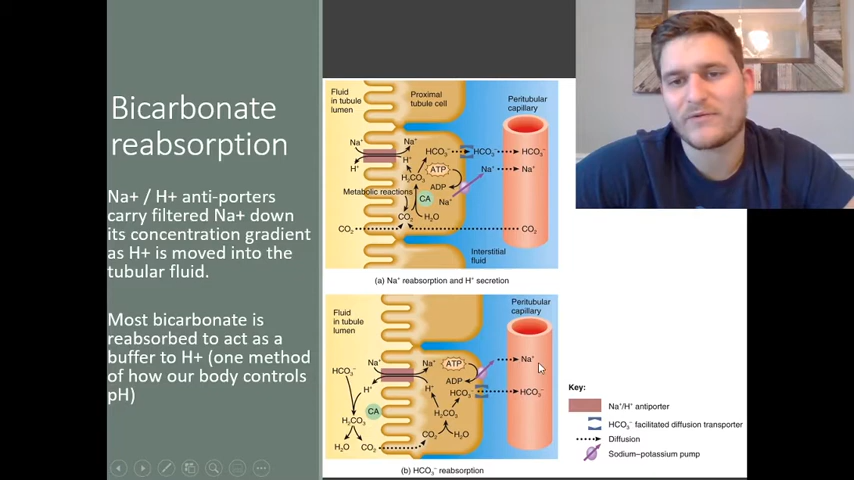 Bicarbonate
reabsorption
Na+ / H+ anti-porters
carry filtered Na+ down
its concentration gradient
as H+ is moved into the
tubular fluid.
Most bicarbonate is
reabsorbed to act as a
buffer to H+ (one method
of how our body controls
pH)
Fluid in
tubule
lumen
Proximal
tubule cell
Peritubular
capillary
Na⁺
Na⁺
HCO₃⁻
HCO₃⁻
HCO₃⁻
H⁺
H⁺
H₂CO₃
ATP
Na⁺
Na⁺
ADP
Metabolic reactions
CA
Na⁺
CO₂
H₂O
CO₂
CO₂
Interstitial
fluid
(a) Na⁺ reabsorption and H⁺ secretion
Fluid in
tubule
lumen
Peritubular
capillary
Na⁺
Na⁺
ATP
Na⁺
HCO₃⁻
H⁺
H⁺
ADP
HCO₃⁻
HCO₃⁻
CA
H₂CO₃
H₂CO₃
CO₂
H₂O
H₂O
CO₂
(b) HCO₃⁻ reabsorption
Key:
Na⁺/H⁺ antiporter
HCO₃⁻ facilitated diffusion transporter
Diffusion
Sodium–potassium pump